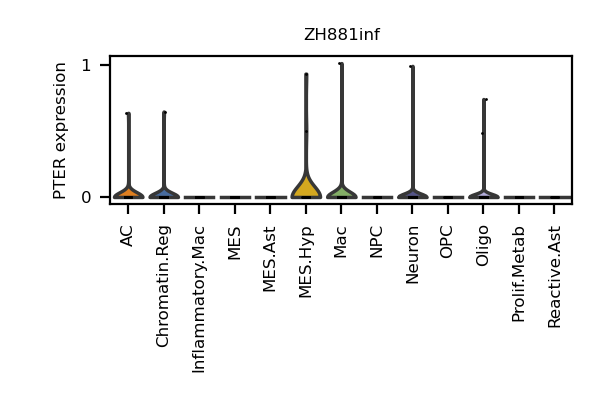 ZH881inf
PTER expression
1
0
AC
Chromatin.Reg
Inflammatory.Mac
MES
MES.Ast
MES.Hyp
Mac
NPC
Neuron
OPC
Oligo
Prolif.Metab
Reactive.Ast